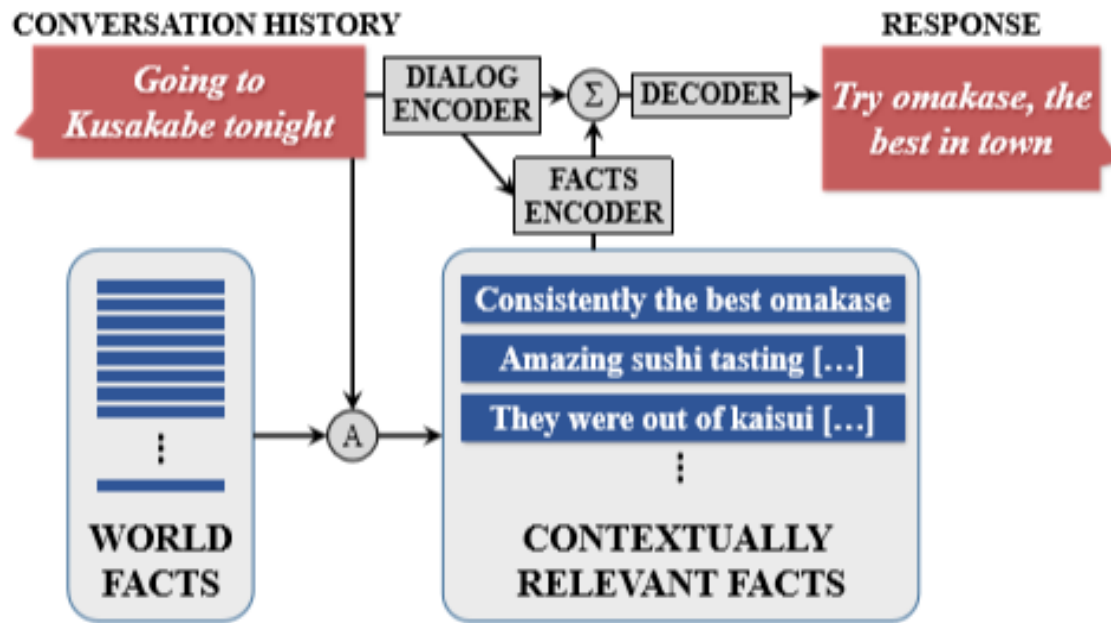 CONVERSATION HISTORY
RESPONSE
Going to
Kusakabe tonight
DIALOG
ENCODER
Σ
DECODER
Try omakase, the
best in town
FACTS
ENCODER
Consistently the best omakase
Amazing sushi tasting […]
They were out of kaisui […]
A
WORLD
FACTS
CONTEXTUALLY
RELEVANT FACTS